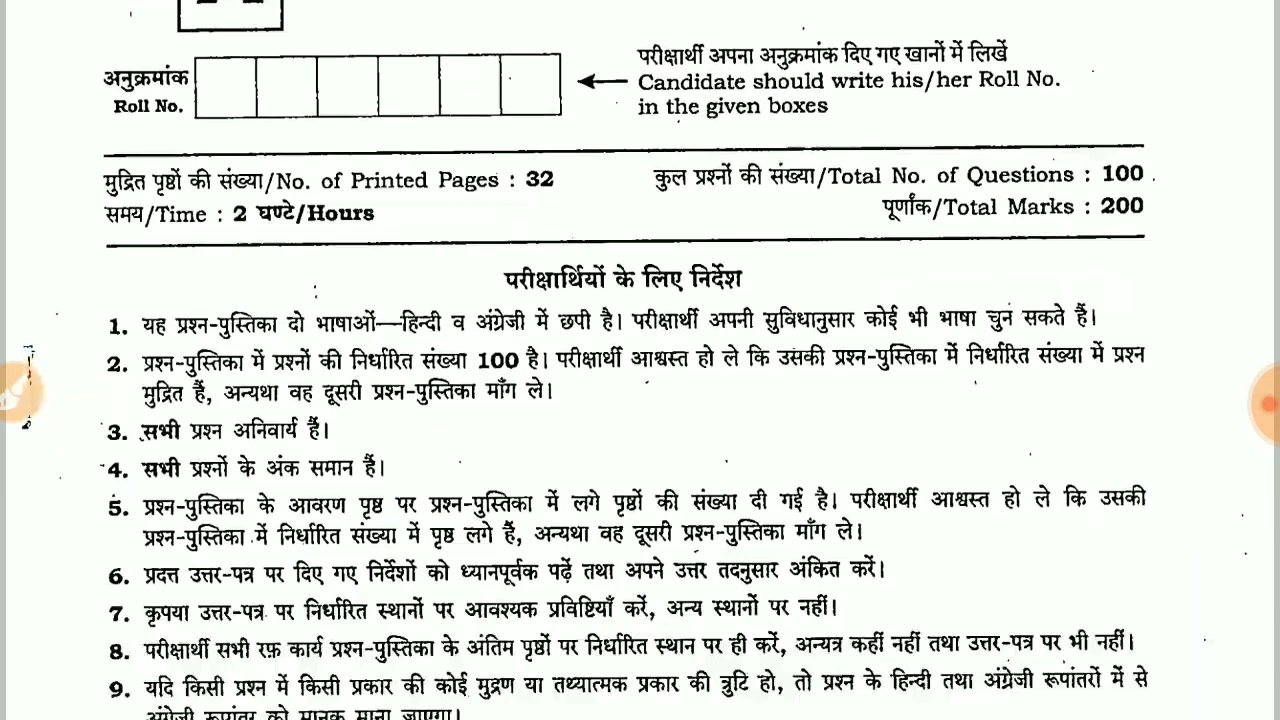 परीक्षार्थी अपना अनुक्रमांक दिए गए खानों में लिखें
अनुक्रमांक
Candidate should write his/her Roll No.
Roll No.
in the given boxes
मुद्रित पृष्ठों की संख्या/No. of Printed Pages : 32
कुल प्रश्नों की संख्या/Total No. of Questions : 100
समय/Time : 2 घण्टे/Hours
पूर्णांक/Total Marks : 200
परीक्षार्थियों के लिए निर्देश
1. यह प्रश्न-पुस्तिका दो भाषाओं—हिन्दी व अंग्रेजी में छपी है। परीक्षार्थी अपनी सुविधानुसार कोई भी भाषा चुन सकते हैं।
2. प्रश्न-पुस्तिका में प्रश्नों की निर्धारित संख्या 100 है। परीक्षार्थी आश्वस्त हो ले कि उसकी प्रश्न-पुस्तिका में निर्धारित संख्या में प्रश्न
मुद्रित हैं, अन्यथा वह दूसरी प्रश्न-पुस्तिका माँग ले।
3. सभी प्रश्न अनिवार्य हैं।
4. सभी प्रश्नों के अंक समान हैं।
5. प्रश्न-पुस्तिका के आवरण पृष्ठ पर प्रश्न-पुस्तिका में लगे पृष्ठों की संख्या दी गई है। परीक्षार्थी आश्वस्त हो ले कि उसकी
प्रश्न-पुस्तिका में निर्धारित संख्या में पृष्ठ लगे हैं, अन्यथा वह दूसरी प्रश्न-पुस्तिका माँग ले।
6. प्रदत्त उत्तर-पत्र पर दिए गए निर्देशों को ध्यानपूर्वक पढ़ें तथा अपने उत्तर तदनुसार अंकित करें।
7. कृपया उत्तर-पत्र पर निर्धारित स्थानों पर आवश्यक प्रविष्टियाँ करें, अन्य स्थानों पर नहीं।
8. परीक्षार्थी सभी रफ़ कार्य प्रश्न-पुस्तिका के अंतिम पृष्ठों पर निर्धारित स्थान पर ही करें, अन्यत्र कहीं नहीं तथा उत्तर-पत्र पर भी नहीं।
9. यदि किसी प्रश्न में किसी प्रकार की कोई मुद्रण या तथ्यात्मक प्रकार की त्रुटि हो, तो प्रश्न के हिन्दी तथा अंग्रेजी रूपांतरों में से
अंग्रेजी रूपांतर को मानक माना जाएगा।